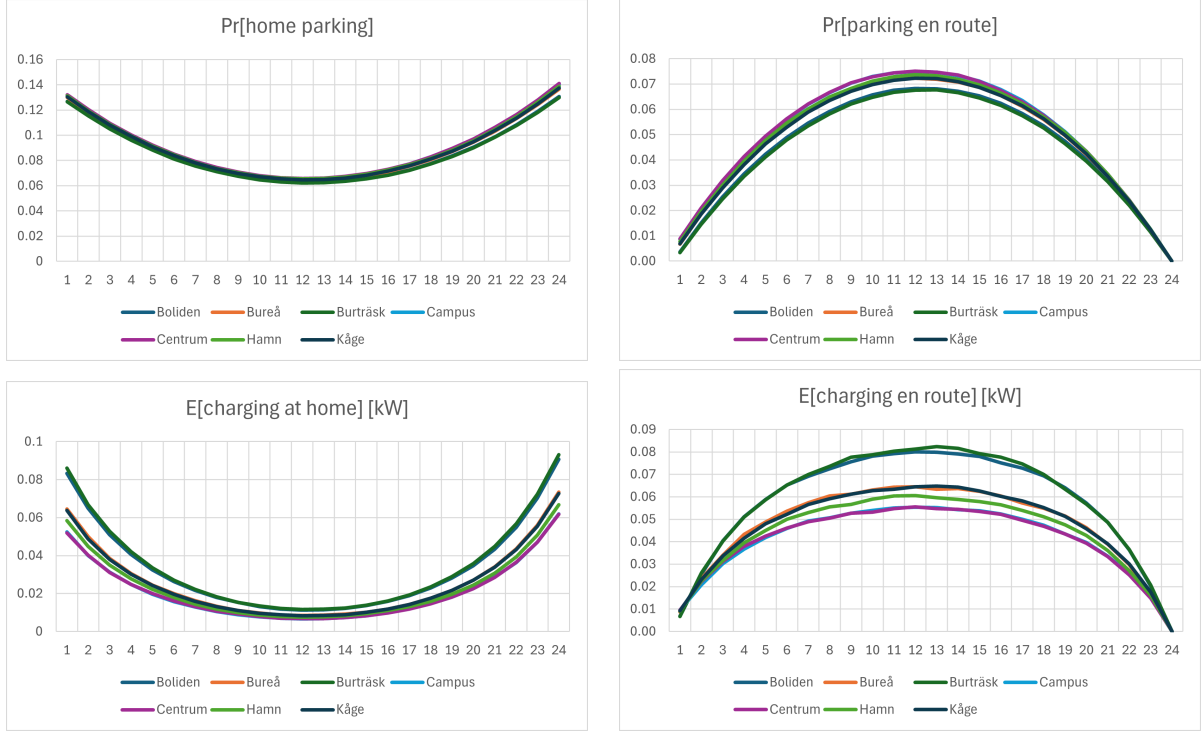 Pr[home parking]
0.16
0.14
0.12
0.1
0.08
0.06
0.04
0.02
0
1 2 3 4 5 6 7 8 9 10 11 12 13 14 15 16 17 18 19 20 21 22 23 24
Boliden Bureå Burträsk Campus
Centrum Hamn Kåge
Pr[parking en route]
0.08
0.07
0.06
0.05
0.04
0.03
0.02
0.01
0.00
1 2 3 4 5 6 7 8 9 10 11 12 13 14 15 16 17 18 19 20 21 22 23 24
Boliden Bureå Burträsk Campus
Centrum Hamn Kåge
E[charging at home] [kW]
0.1
0.08
0.06
0.04
0.02
0
1 2 3 4 5 6 7 8 9 10 11 12 13 14 15 16 17 18 19 20 21 22 23 24
Boliden Bureå Burträsk Campus
Centrum Hamn Kåge
E[charging en route] [kW]
0.09
0.08
0.07
0.06
0.05
0.04
0.03
0.02
0.01
0.00
1 2 3 4 5 6 7 8 9 10 11 12 13 14 15 16 17 18 19 20 21 22 23 24
Boliden Bureå Burträsk Campus
Centrum Hamn Kåge